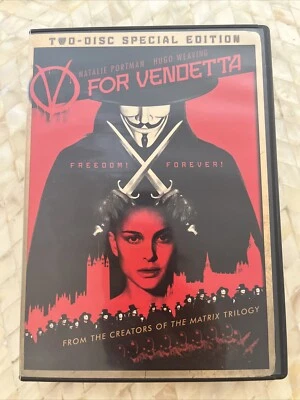 TWO-DISC SPECIAL EDITION
NATALIE PORTMAN HUGO WEAVING
V FOR VENDETTA
FREEDOM! FOREVER!
FROM THE CREATORS OF THE MATRIX TRILOGY